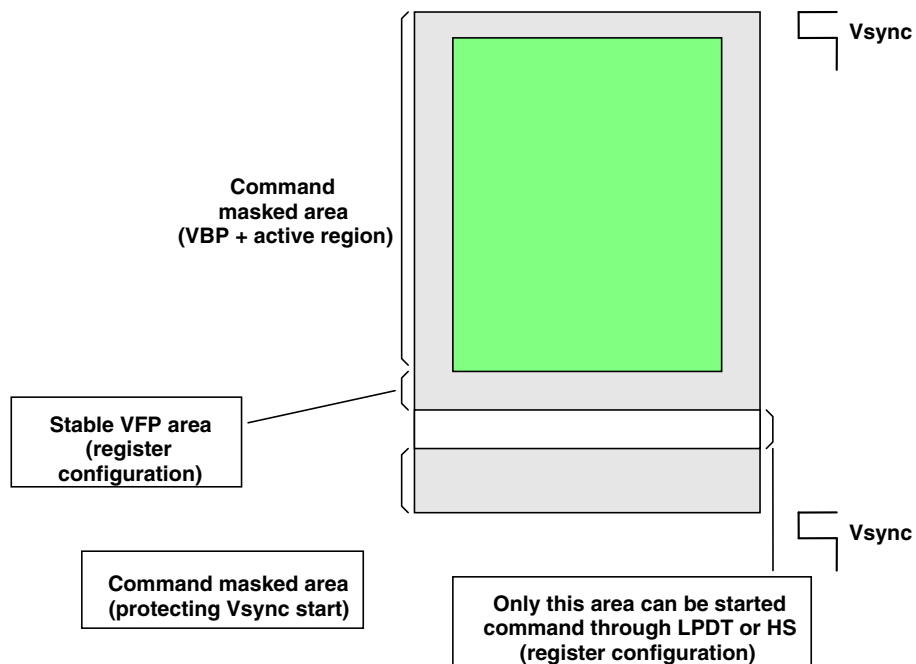 Vsync
Command
masked area
(VBP + active region)
Stable VFP area
(register
configuration)
Vsync
Command masked area
(protecting Vsync start)
Only this area can be started
command through LPDT or HS
(register configuration)